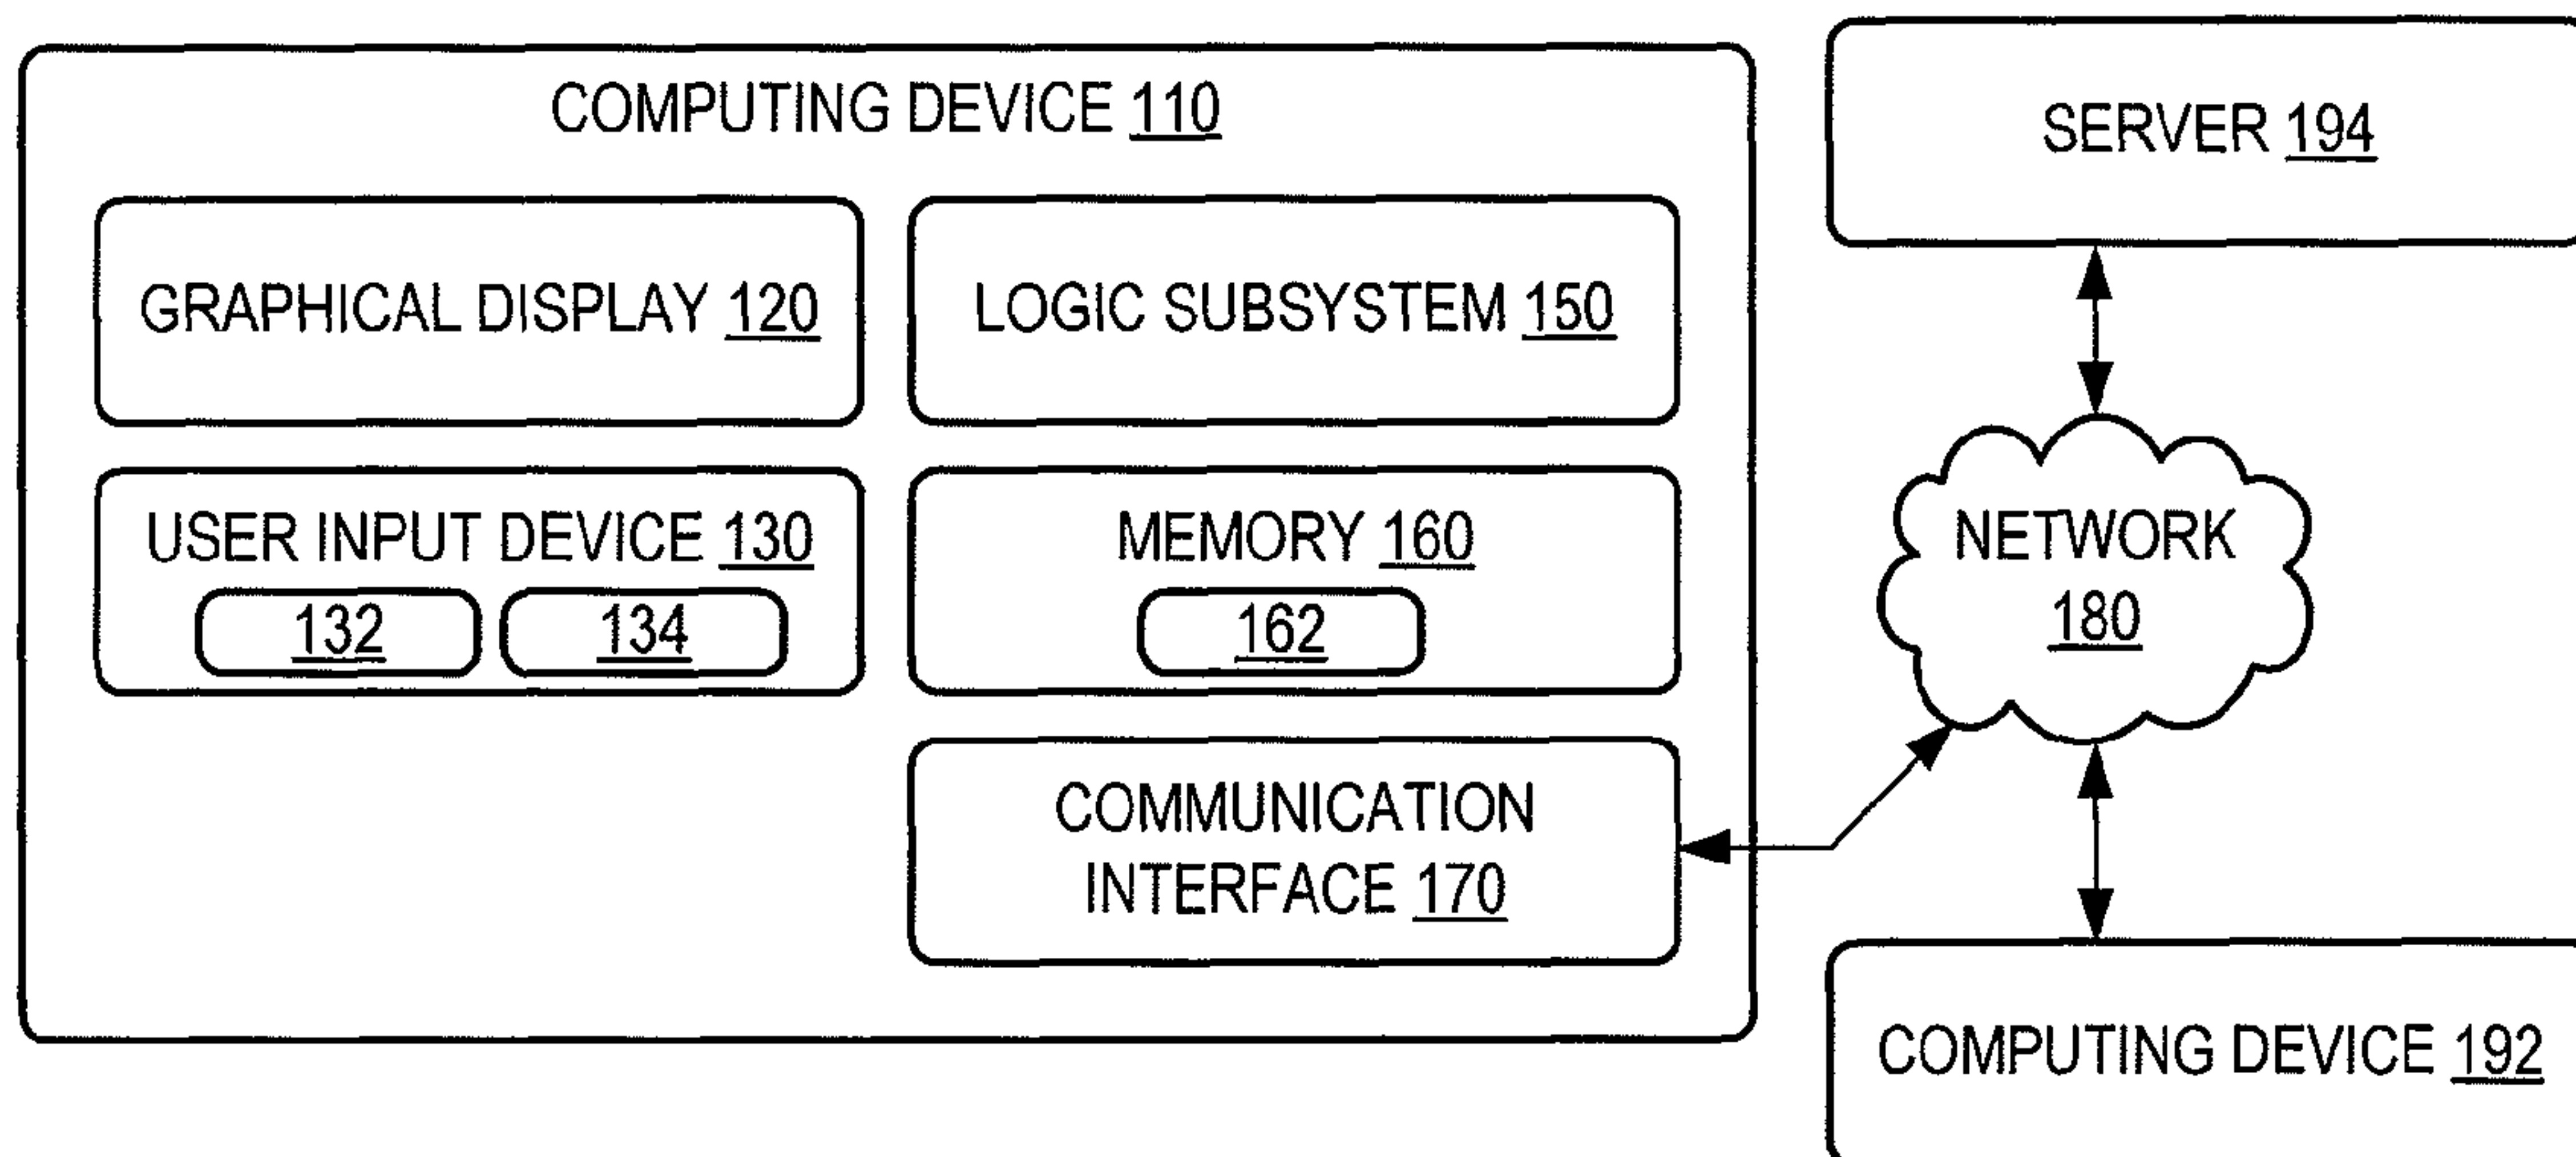 COMPUTING DEVICE 110
GRAPHICAL DISPLAY 120
LOGIC SUBSYSTEM 150
USER INPUT DEVICE 130
132
134
MEMORY 160
162
COMMUNICATION
INTERFACE 170
SERVER 194
NETWORK
180
COMPUTING DEVICE 192